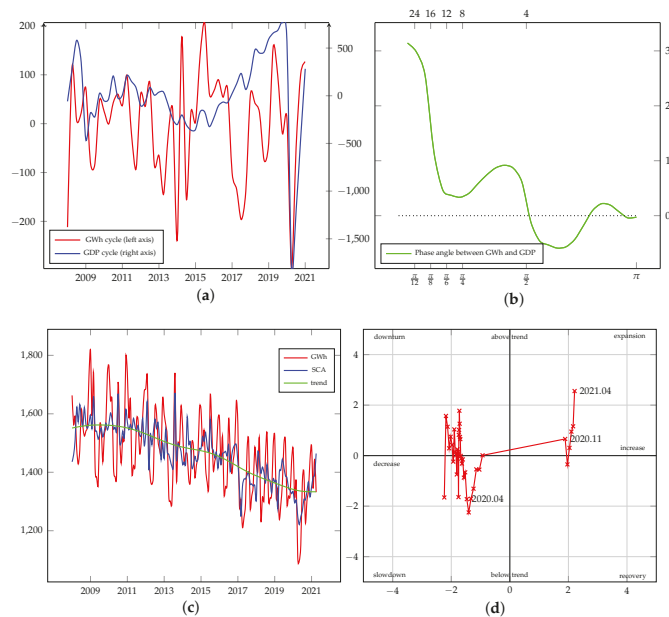 200
100
0
−100
−200
500
0
−500
−1,000
−1,500
GWh cycle (left axis)
GDP cycle (right axis)
2009 2011 2013 2015 2017 2019 2021
(a)
24 16 12 8 4
3
2
1
0
Phase angle between GWh and GDP
π/12 π/8 π/6 π/4 π/2 π
(b)
1,800
1,600
1,400
1,200
GWh
SCA
trend
2009 2011 2013 2015 2017 2019 2021
(c)
4
2
0
−2
−4
downturn above trend expansion
2021.04
2020.11
increase
decrease
2020.04
slowdown below trend recovery
−4 −2 0 2 4
(d)